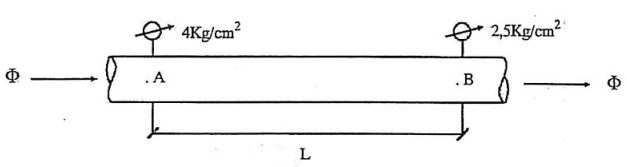 4Kg/cm² 2,5Kg/cm²
Φ .A .B Φ
L